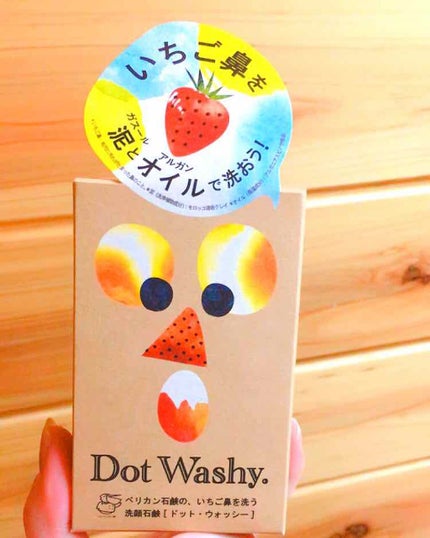 いちご鼻を
ガスール アルガン
泥とオイルで洗おう!
Dot Washy.
ペリカン石鹸の、いちご鼻を洗う
洗顔石鹸[ドット・ウォッシー]